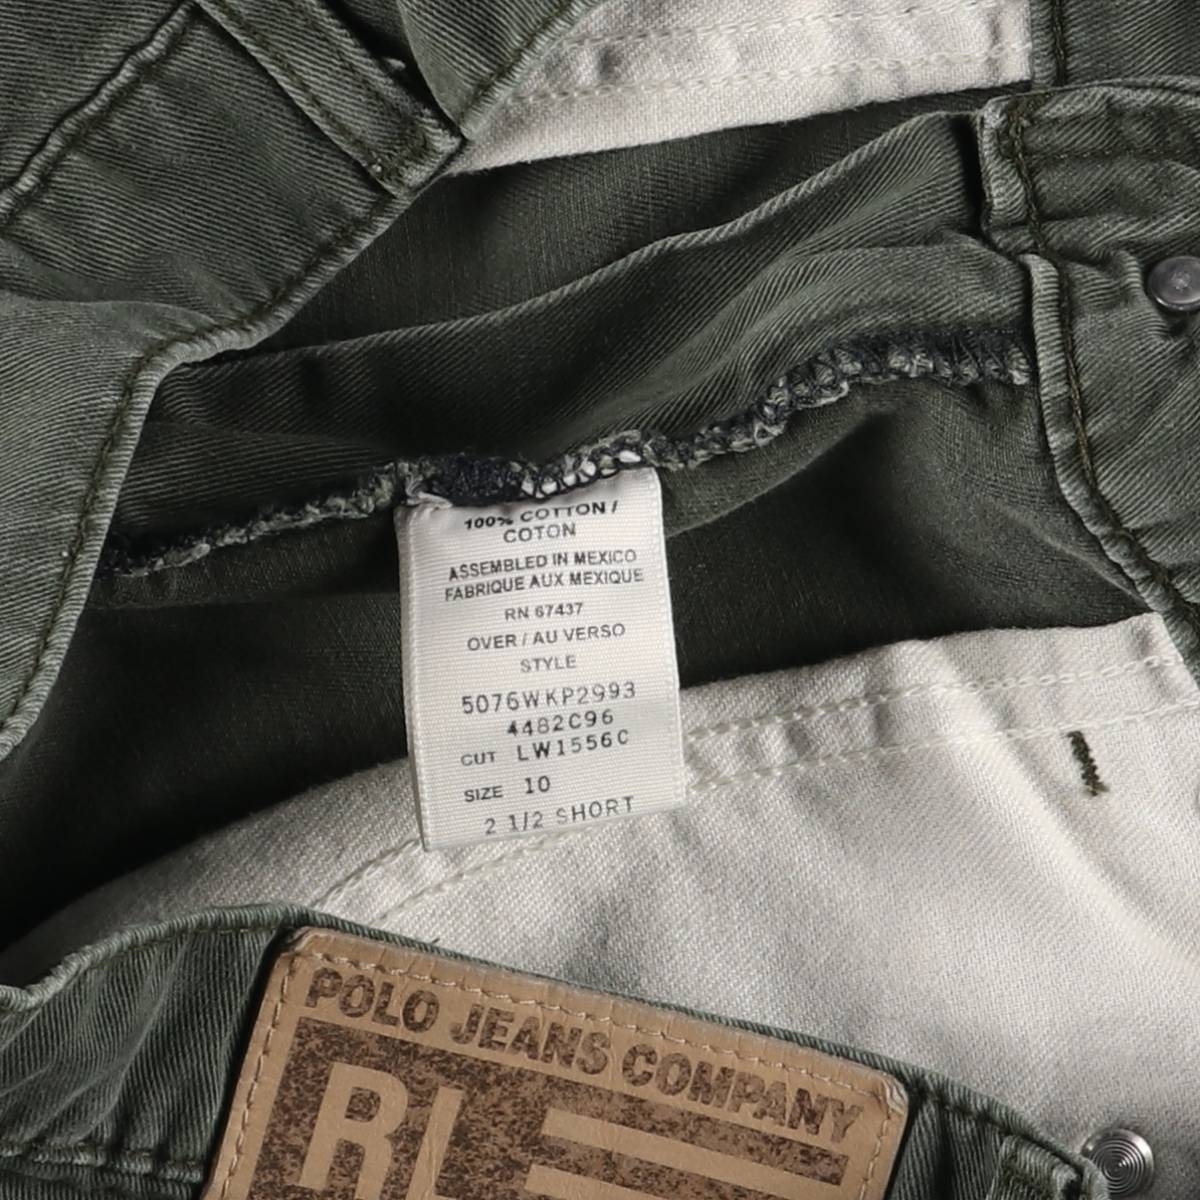 100% COTTON /
COTON
ASSEMBLED IN MEXICO
FABRIQUE AUX MEXIQUE
RN 67437
OVER / AU VERSO
STYLE
5076WKP2993
4482C96
CUT LW1556C
SIZE 10
2 1/2 SHORT
POLO JEANS COMPANY
RL